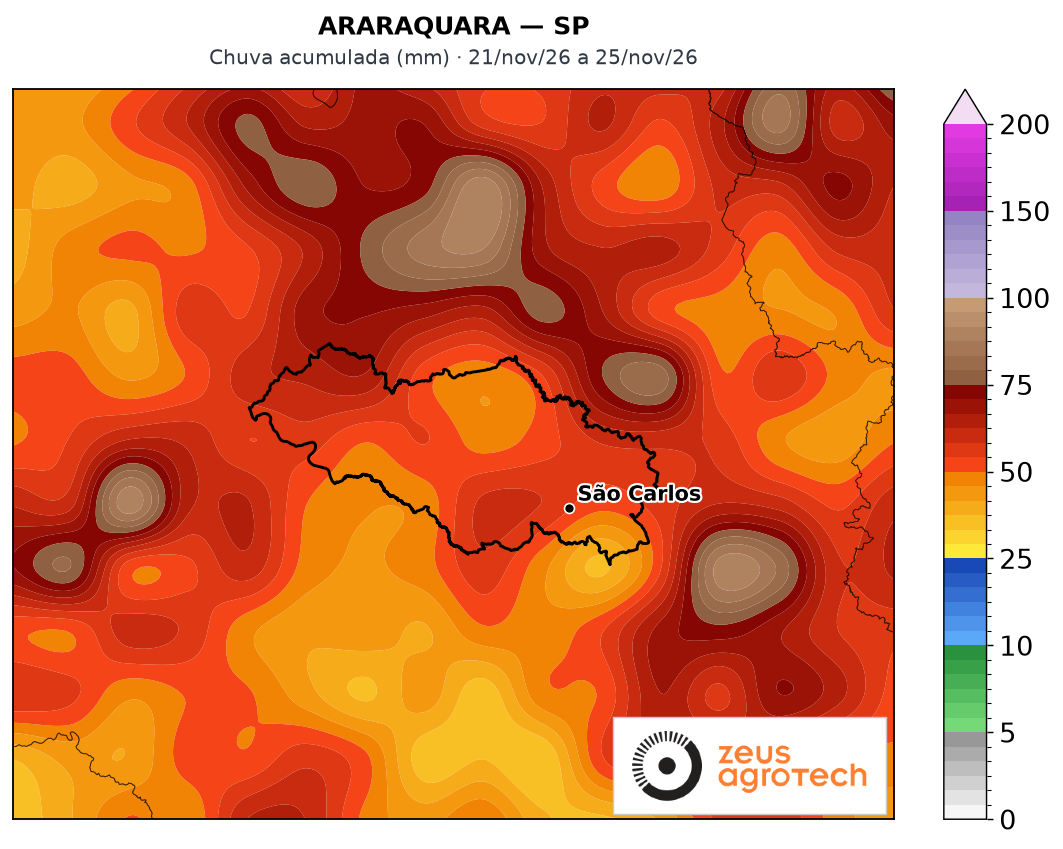 ARARAQUARA — SP
Chuva acumulada (mm) · 21/nov/26 a 25/nov/26
200
150
100
75
50
25
10
5
0
São Carlos
zeus
agrotech